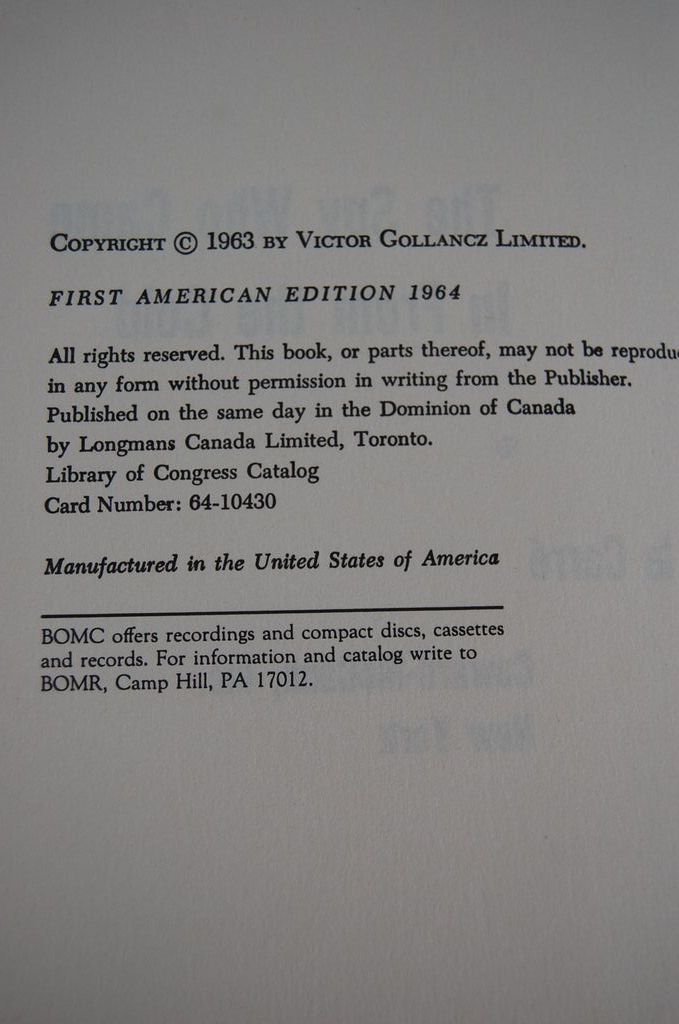 COPYRIGHT © 1963 BY VICTOR GOLLANCZ LIMITED.
FIRST AMERICAN EDITION 1964
All rights reserved. This book, or parts thereof, may not be reprodu
in any form without permission in writing from the Publisher.
Published on the same day in the Dominion of Canada
by Longmans Canada Limited, Toronto.
Library of Congress Catalog
Card Number: 64-10430
Manufactured in the United States of America
BOMC offers recordings and compact discs, cassettes
and records. For information and catalog write to
BOMR, Camp Hill, PA 17012.